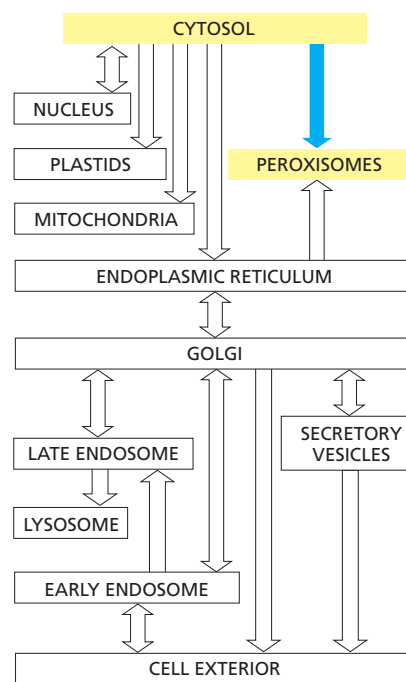 CYTOSOL
NUCLEUS
PLASTIDS
PEROXISOMES
MITOCHONDRIA
ENDOPLASMIC RETICULUM
GOLGI
LATE ENDOSOME
SECRETORY
VESICLES
LYSOSOME
EARLY ENDOSOME
CELL EXTERIOR